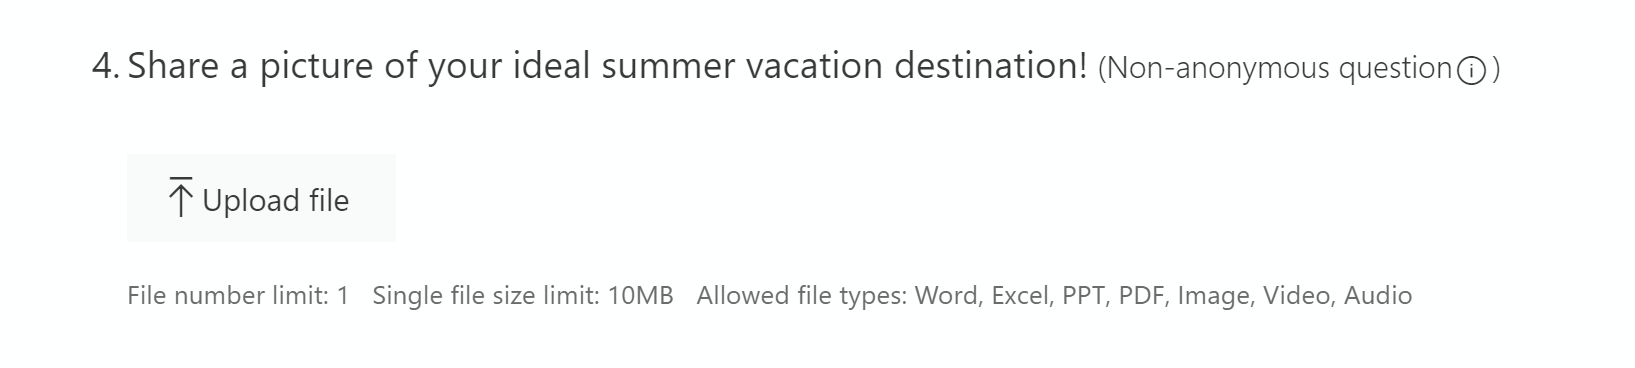 4. Share a picture of your ideal summer vacation destination! (Non-anonymous question ⓘ)
Upload file
File number limit: 1 Single file size limit: 10MB Allowed file types: Word, Excel, PPT, PDF, Image, Video, Audio